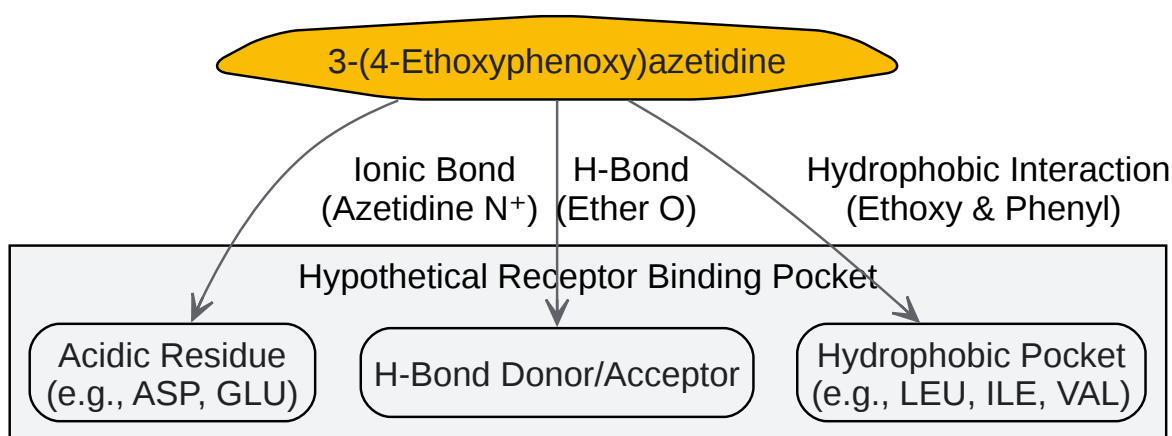 3-(4-Ethoxyphenoxy)azetidine
Ionic Bond
(Azetidine N⁺)
H-Bond
(Ether O)
Hydrophobic Interaction
(Ethoxy & Phenyl)
Hypothetical Receptor Binding Pocket
Acidic Residue
(e.g., ASP, GLU)
H-Bond Donor/Acceptor
Hydrophobic Pocket
(e.g., LEU, ILE, VAL)